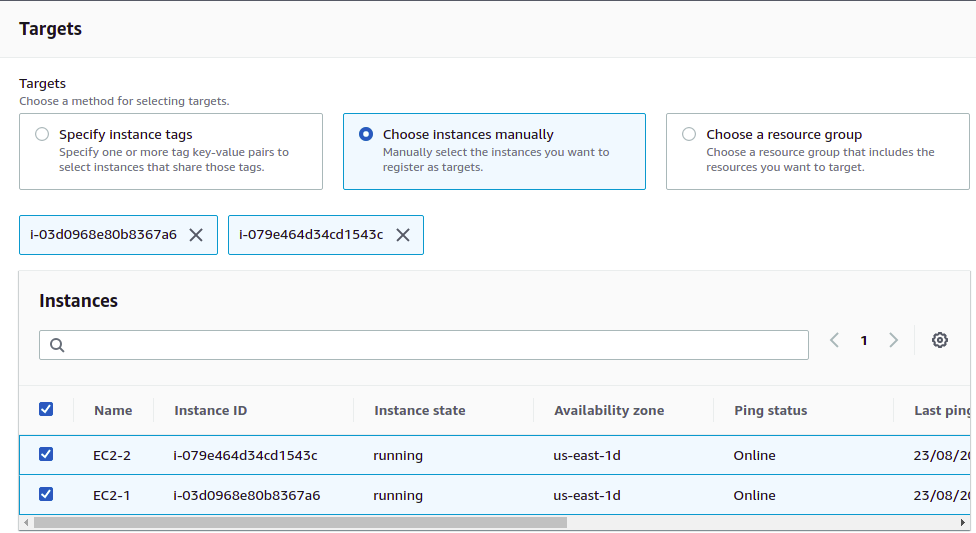 Targets
Targets
Choose a method for selecting targets.
Specify instance tags
Specify one or more tag key-value pairs to
select instances that share those tags.
Choose instances manually
Manually select the instances you want to
register as targets.
Choose a resource group
Choose a resource group that includes the
resources you want to target.
i-03d0968e80b8367a6
i-079e464d34cd1543c
Instances
1
Name Instance ID Instance state Availability zone Ping status Last ping
EC2-2 i-079e464d34cd1543c running us-east-1d Online 23/08/20
EC2-1 i-03d0968e80b8367a6 running us-east-1d Online 23/08/20